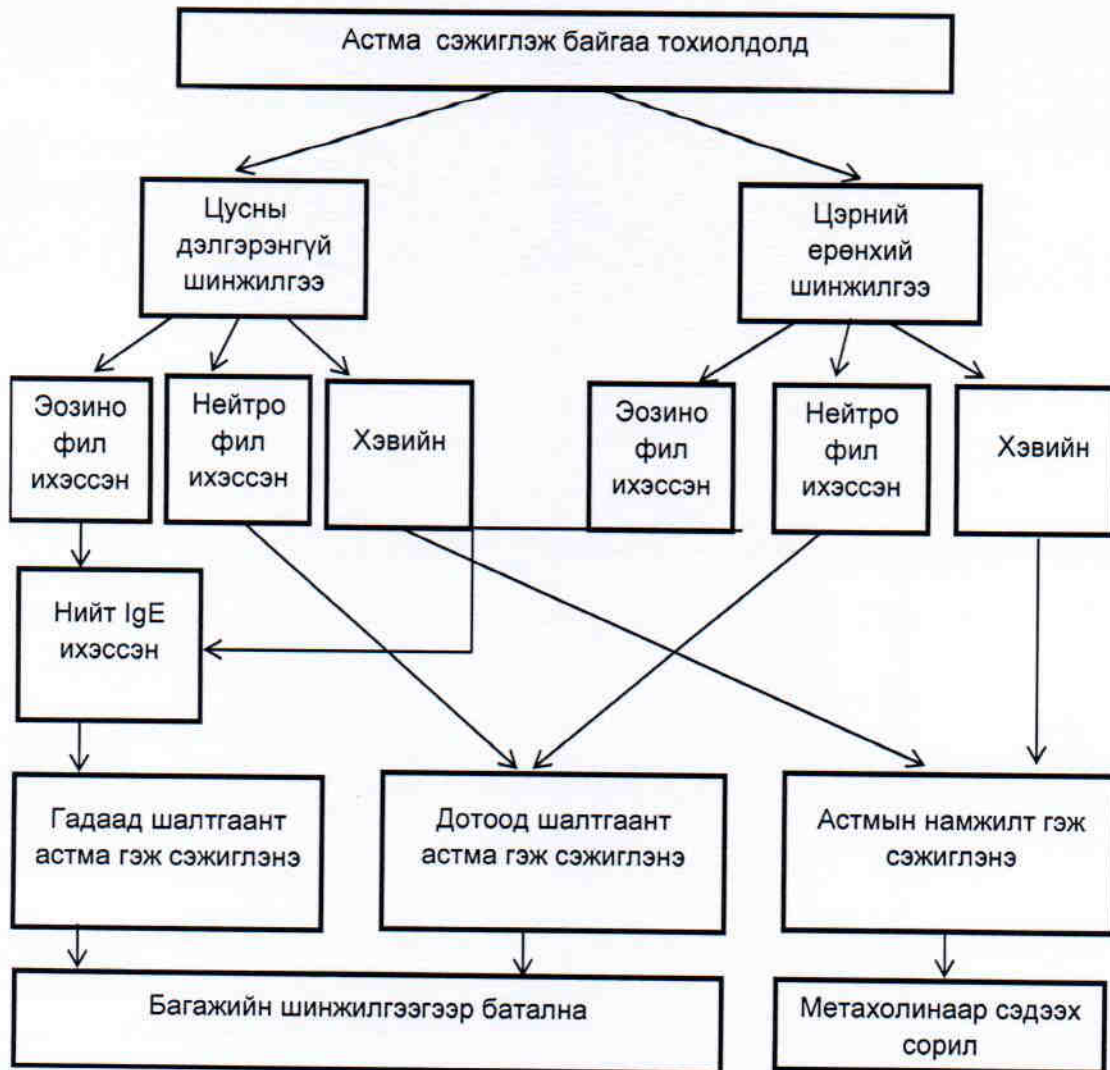 Астма сэжиглэж байгаа тохиолдолд
Цусны
дэлгэрэнгүй
шинжилгээ
Цэрний
ерөнхий
шинжилгээ
Эозино
фил
ихэссэн
Нейтро
фил
ихэссэн
Хэвийн
Эозино
фил
ихэссэн
Нейтро
фил
ихэссэн
Хэвийн
Нийт IgE
ихэссэн
Гадаад шалтгаант
астма гэж сэжиглэнэ
Дотоод шалтгаант
астма гэж сэжиглэнэ
Астмын намжилт гэж
сэжиглэнэ
Багажийн шинжилгээгээр батална
Метахолинаар сэдээх
сорил